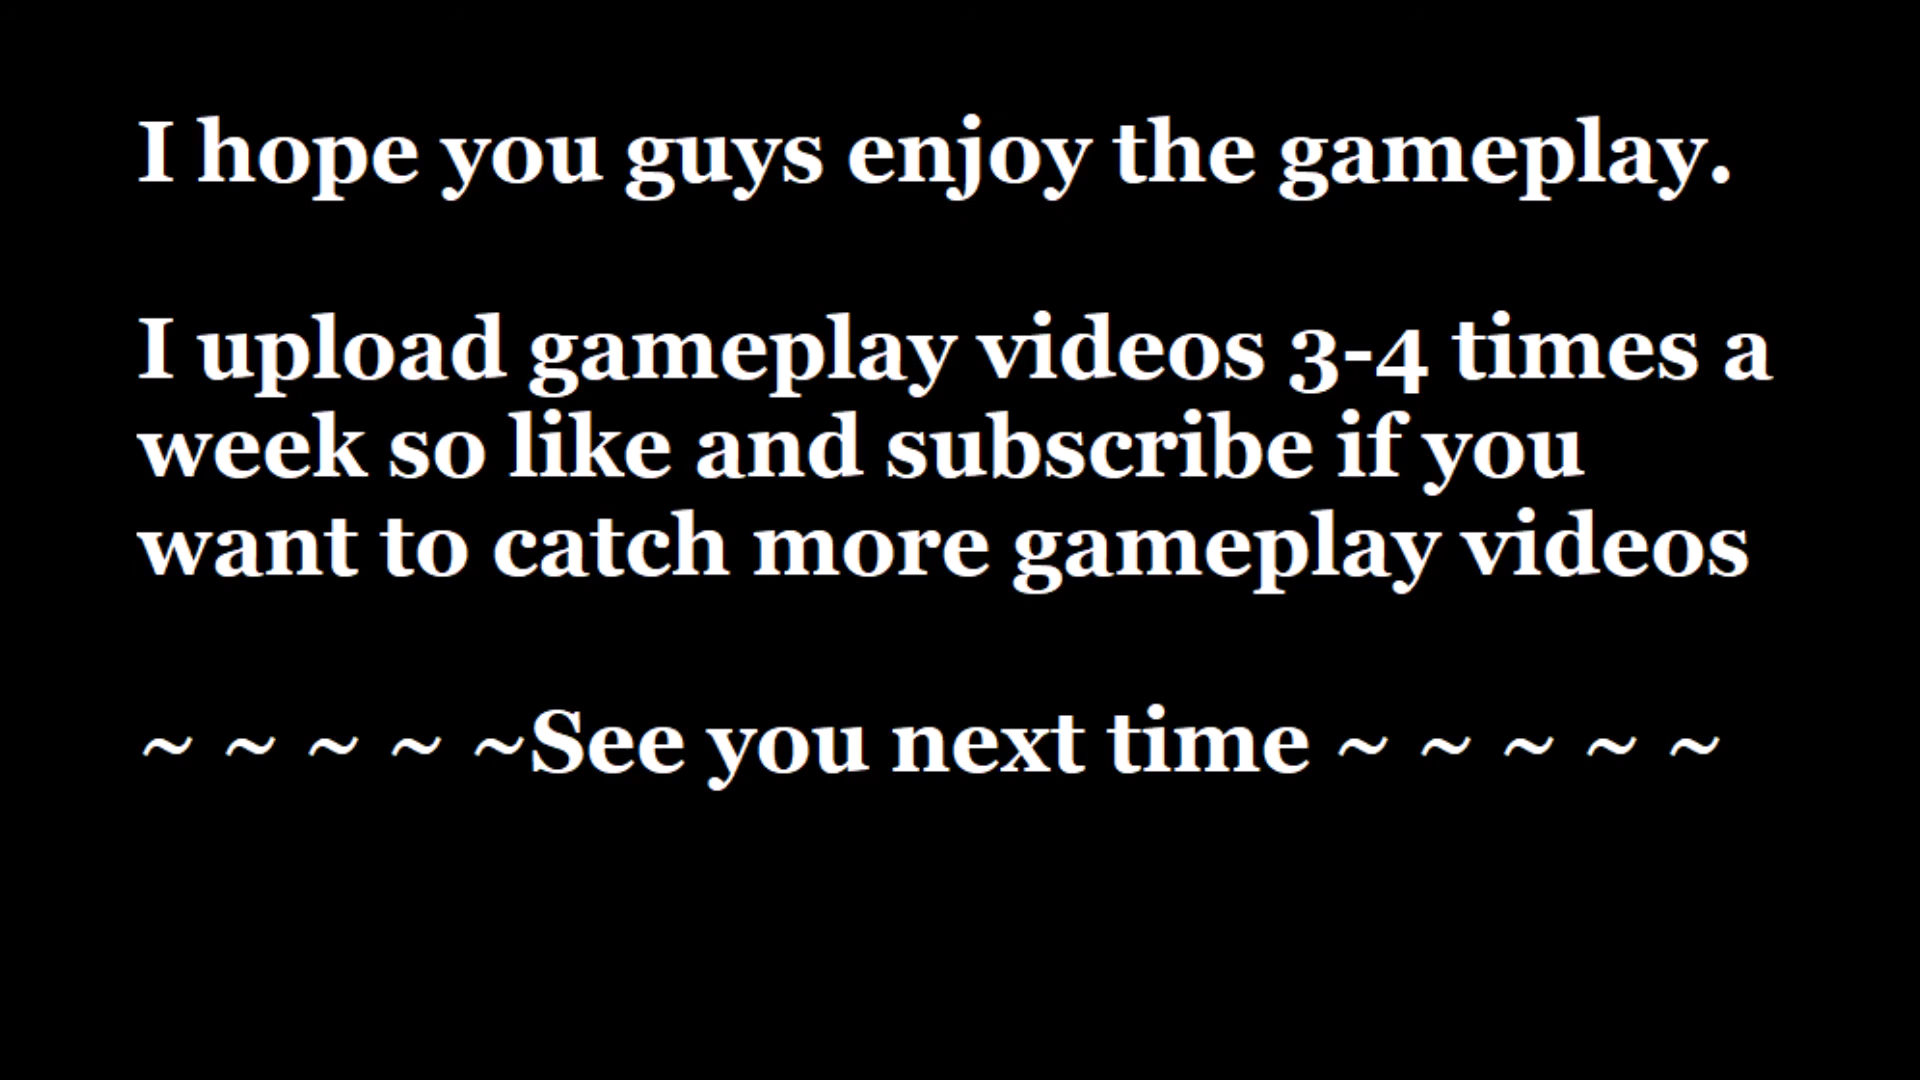 I hope you guys enjoy the gameplay.
I upload gameplay videos 3-4 times a
week so like and subscribe if you
want to catch more gameplay videos
~ ~ ~ ~ ~See you next time ~ ~ ~ ~ ~